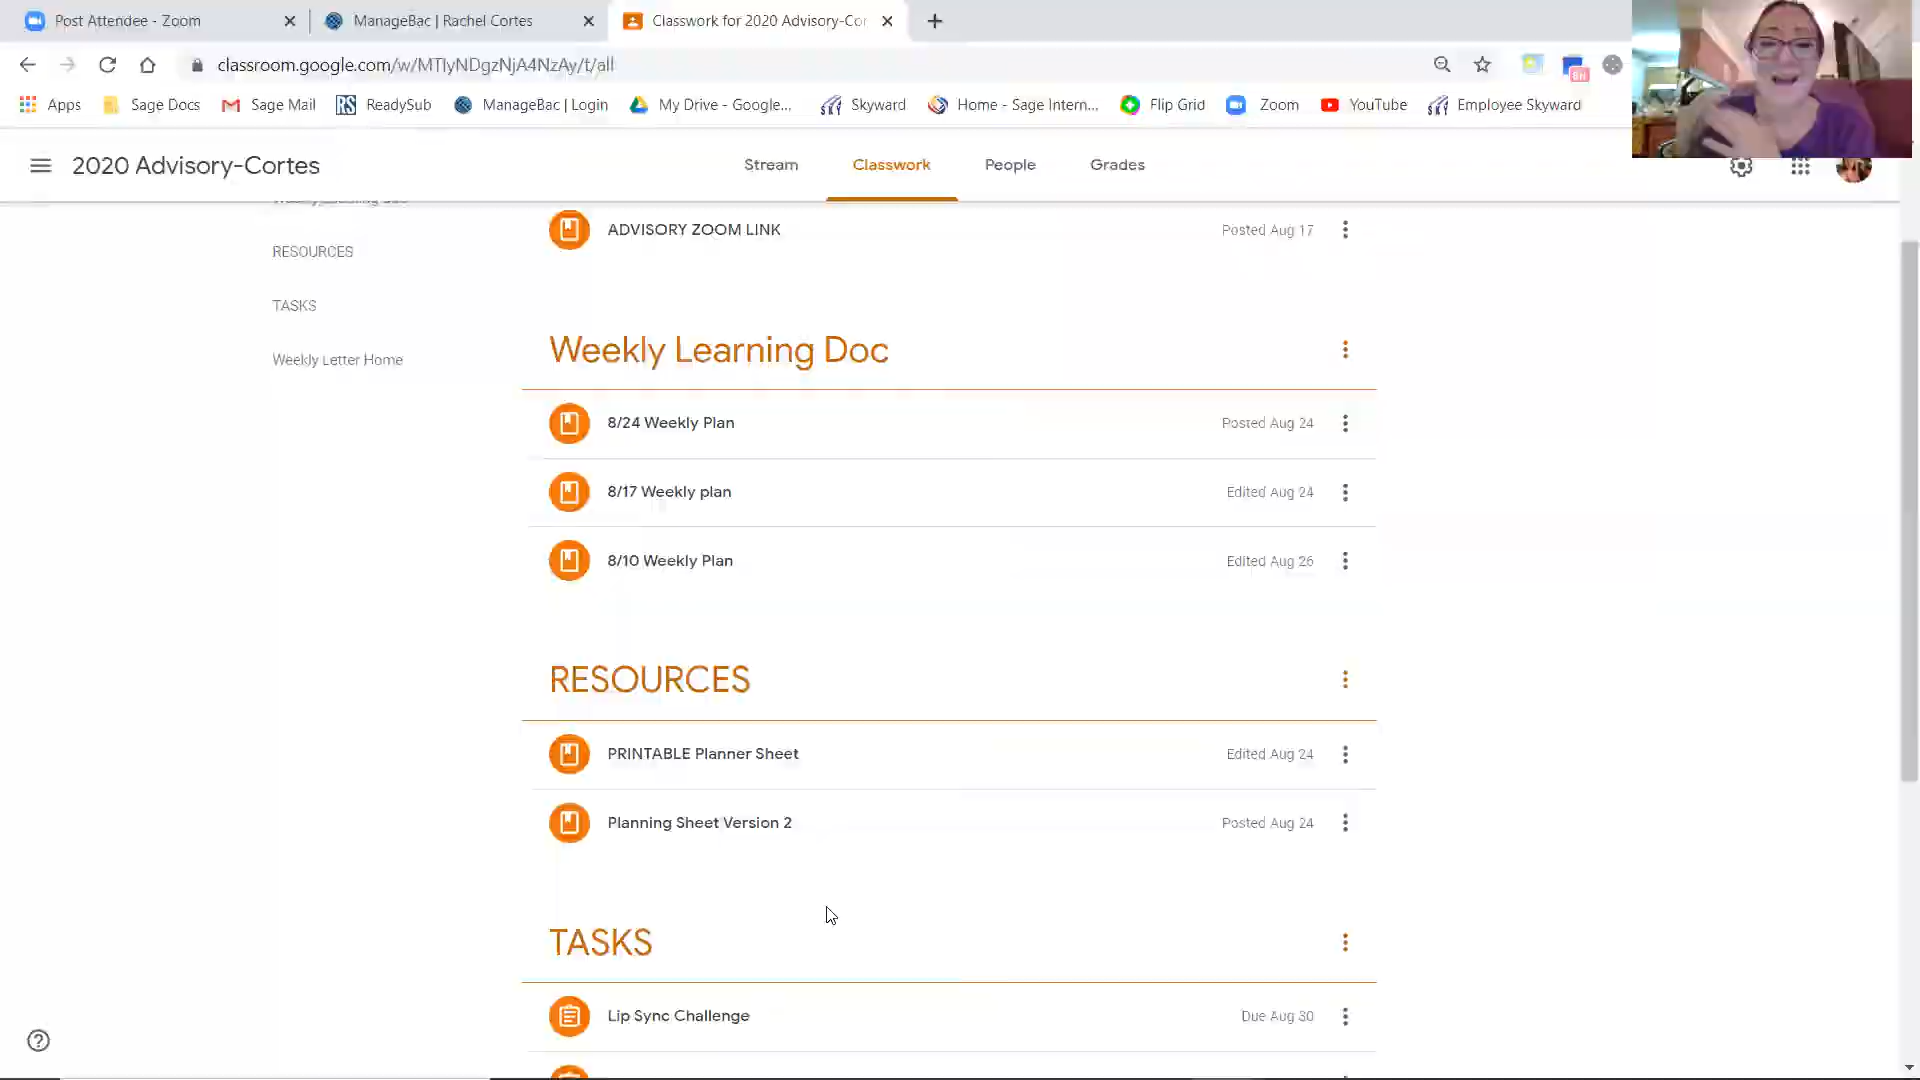 Post Attendee - Zoom
ManageBac | Rachel Cortes
Classwork for 2020 Advisory-Cor
classroom.google.com/w/MTIyNDgzNjA4NzAy/t/all
Apps
Sage Docs
Sage Mail
RS ReadySub
ManageBac | Login
My Drive - Google...
Skyward
Home - Sage Intern...
Flip Grid
Zoom
YouTube
Employee Skyward
2020 Advisory-Cortes
Stream
Classwork
People
Grades
RESOURCES
TASKS
Weekly Letter Home
ADVISORY ZOOM LINK
Posted Aug 17
Weekly Learning Doc
8/24 Weekly Plan
Posted Aug 24
8/17 Weekly plan
Edited Aug 24
8/10 Weekly Plan
Edited Aug 26
RESOURCES
PRINTABLE Planner Sheet
Edited Aug 24
Planning Sheet Version 2
Posted Aug 24
TASKS
Lip Sync Challenge
Due Aug 30